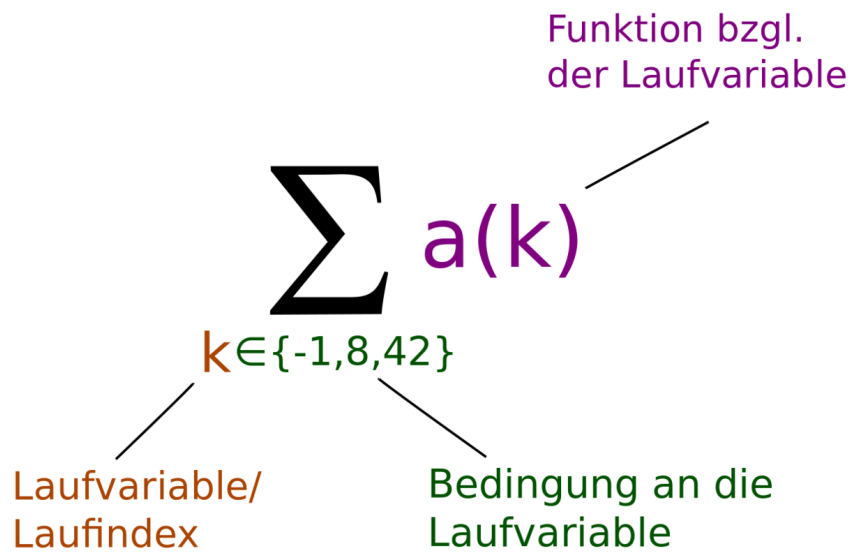 Funktion bzgl.
der Laufvariable
∑ a(k)
k∈{-1,8,42}
Laufvariable/
Laufindex
Bedingung an die
Laufvariable